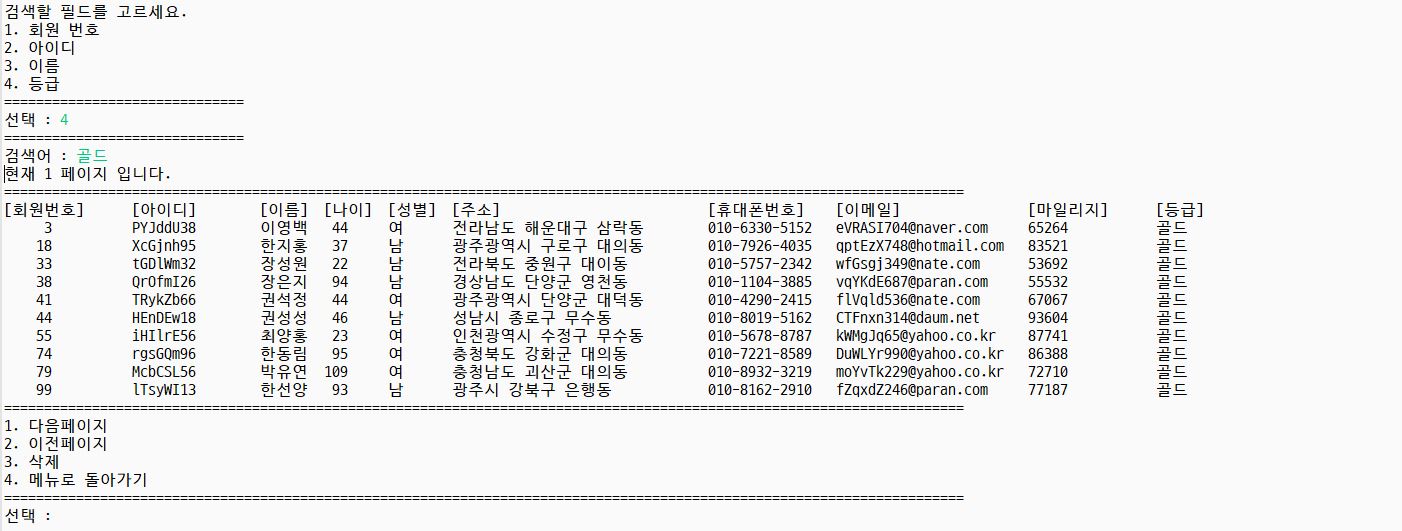 검색할 필드를 고르세요.
1. 회원 번호
2. 아이디
3. 이름
4. 등급
==============================
선택 : 4
==============================
검색어 : 골드
현재 1 페이지 입니다.
========================================================================================================================
[회원번호] [아이디] [이름] [나이] [성별] [주소] [휴대폰번호] [이메일] [마일리지] [등급]
3 PYJddU38 이영백 44 여 전라남도 해운대구 삼락동 010-6330-5152 eVRASI704@naver.com 65264 골드
18 XcGjnh95 한지홍 37 남 광주광역시 구로구 대의동 010-7926-4035 qptEzX748@hotmail.com 83521 골드
33 tGDlWm32 장성원 22 남 전라북도 중원구 대이동 010-5757-2342 wfGsgj349@nate.com 53692 골드
38 QrOfmI26 장은지 94 남 경상남도 단양군 영천동 010-1104-3885 vqYKdE687@paran.com 55532 골드
41 TRykZb66 권석정 44 여 광주광역시 단양군 대덕동 010-4290-2415 flVqld536@nate.com 67067 골드
44 HEnDEw18 권성성 46 남 성남시 종로구 무수동 010-8019-5162 CTFnxn314@daum.net 93604 골드
55 iHIlrE56 최양홍 23 여 인천광역시 수정구 무수동 010-5678-8787 kWMgJq65@yahoo.co.kr 87741 골드
74 rgsGQm96 한동림 95 여 충청북도 강화군 대의동 010-7221-8589 DuWLYr990@yahoo.co.kr 86388 골드
79 McbCSL56 박유연 109 여 충청남도 괴산군 대의동 010-8932-3219 moYvTk229@yahoo.co.kr 72710 골드
99 lTsyWI13 한선양 93 남 광주시 강북구 은행동 010-8162-2910 fZqxdZ246@paran.com 77187 골드
========================================================================================================================
1. 다음페이지
2. 이전페이지
3. 삭제
4. 메뉴로 돌아가기
========================================================================================================================
선택 :